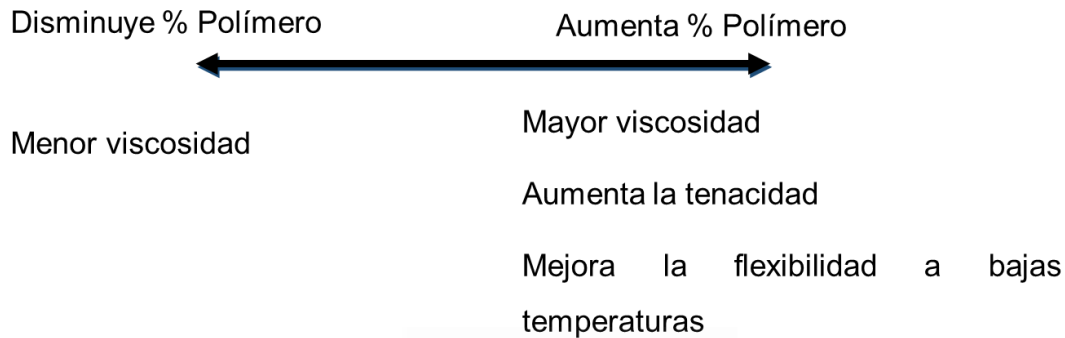 Disminuye % Polímero
Aumenta % Polímero
Menor viscosidad
Mayor viscosidad
Aumenta la tenacidad
Mejora la flexibilidad a bajas
temperaturas